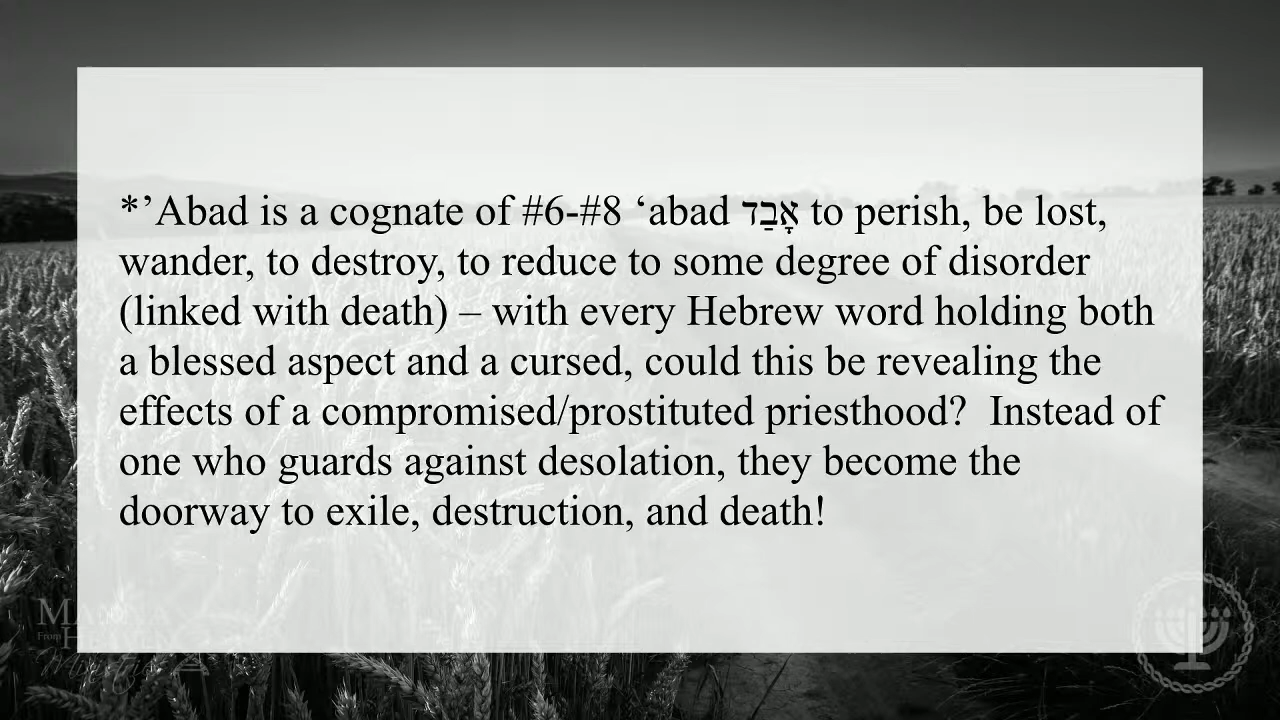 *’Abad is a cognate of #6-#8 ‘abad אָבַד to perish, be lost,
wander, to destroy, to reduce to some degree of disorder
(linked with death) – with every Hebrew word holding both
a blessed aspect and a cursed, could this be revealing the
effects of a compromised/prostituted priesthood?  Instead of
one who guards against desolation, they become the
doorway to exile, destruction, and death!
From